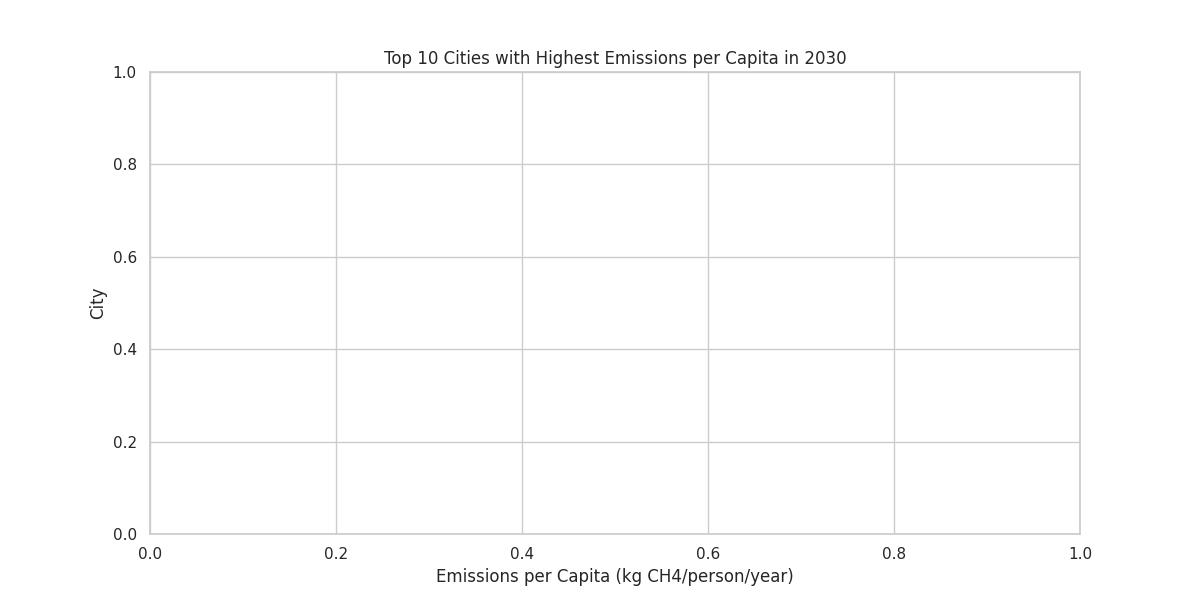 Top 10 Cities with Highest Emissions per Capita in 2030
1.0
0.8
0.6
0.4
0.2
0.0
City
0.0 0.2 0.4 0.6 0.8 1.0
Emissions per Capita (kg CH4/person/year)